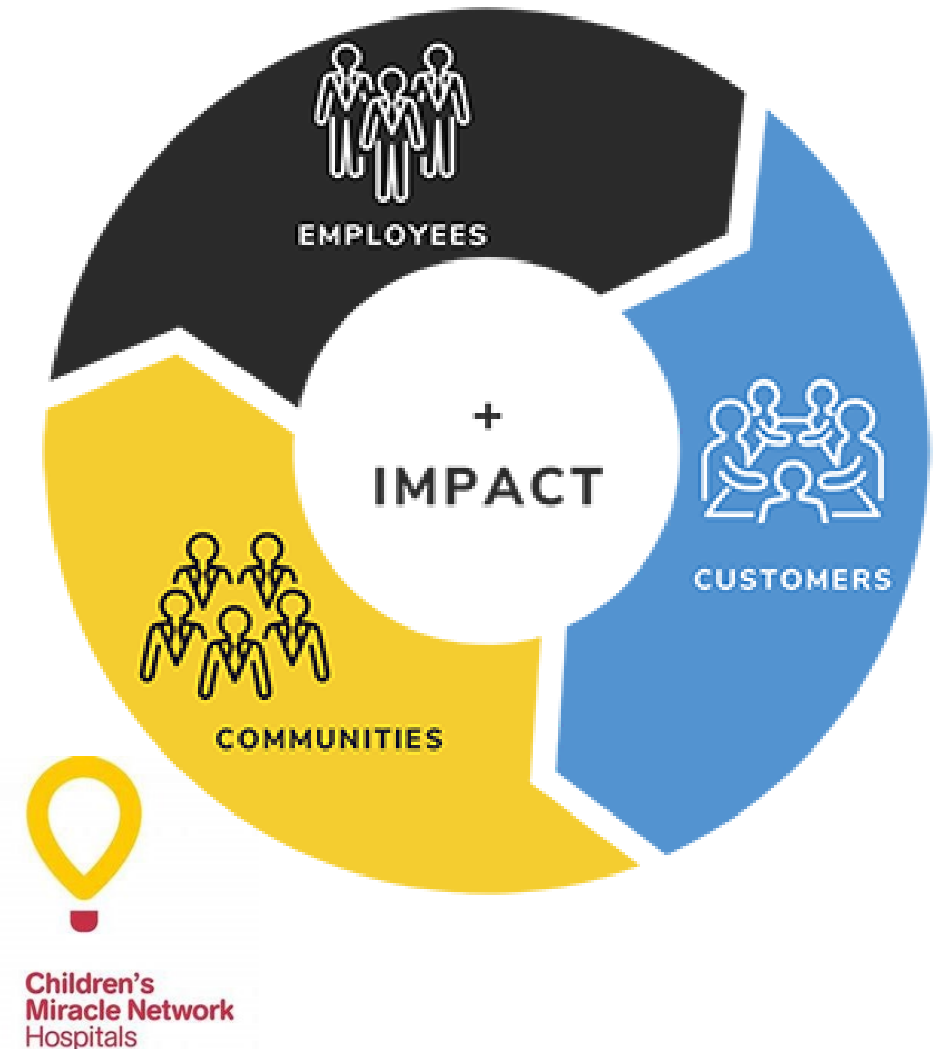 EMPLOYEES
+
IMPACT
CUSTOMERS
COMMUNITIES
Children's
Miracle Network
Hospitals